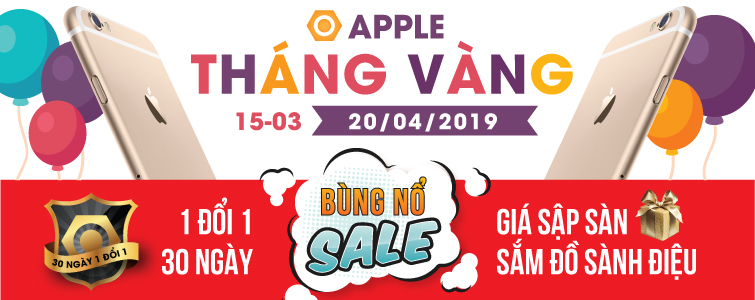 APPLE
THÁNG VÀNG
15-03 20/04/2019
30 NGÀY 1 ĐỔI 1
1 ĐỔI 1
30 NGÀY
BÙNG NỔ
SALE
GIÁ SẬP SÀN
SẮM ĐỒ SÀNH ĐIỆU